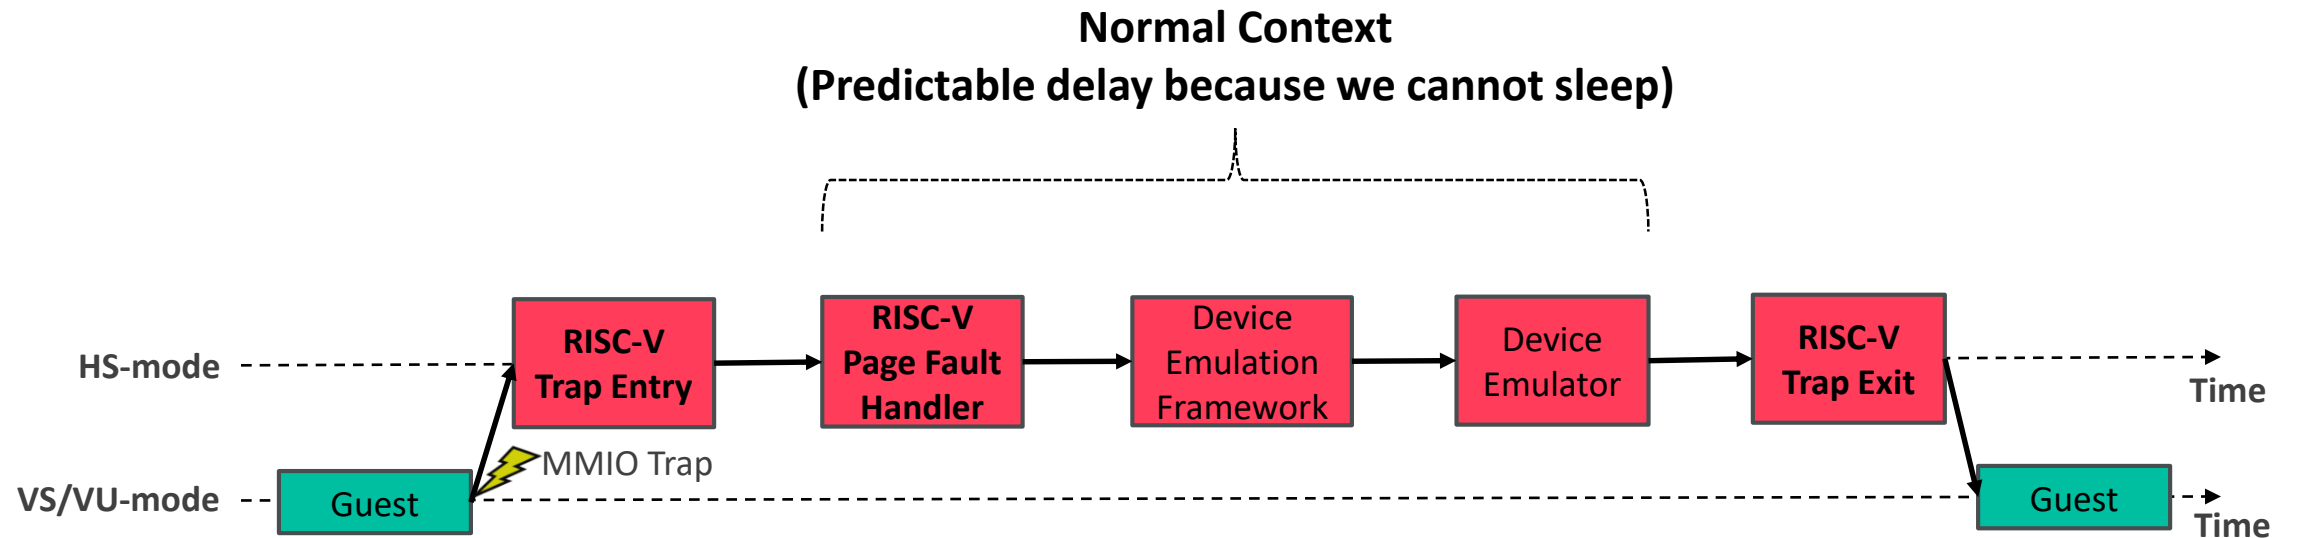 Normal Context
(Predictable delay because we cannot sleep)
HS-mode
RISC-V
Trap Entry
RISC-V
Page Fault
Handler
Device
Emulation
Framework
Device
Emulator
RISC-V
Trap Exit
Time
MMIO Trap
VS/VU-mode
Guest
Guest
Time